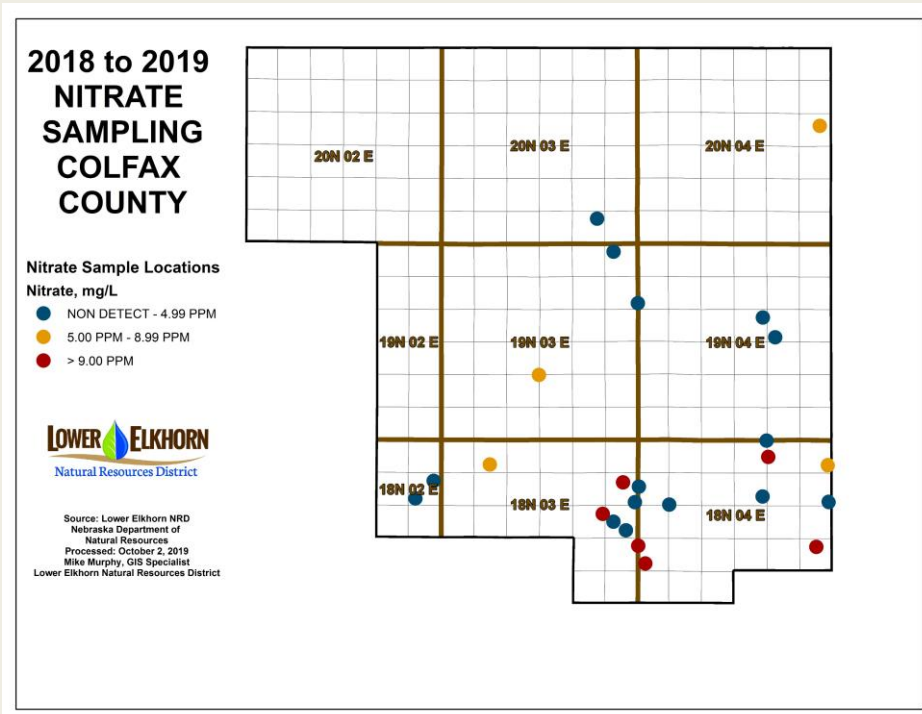 2018 to 2019
NITRATE
SAMPLING
COLFAX
COUNTY
Nitrate Sample Locations
Nitrate, mg/L
NON DETECT - 4.99 PPM
5.00 PPM - 8.99 PPM
> 9.00 PPM
LOWER ELKHORN
Natural Resources District
Source: Lower Elkhorn NRD
Nebraska Department of
Natural Resources
Processed: October 2, 2019
Mike Murphy, GIS Specialist
Lower Elkhorn Natural Resources District
20N 02 E
20N 03 E
20N 04 E
19N 02 E
19N 03 E
19N 04 E
18N 02 E
18N 03 E
18N 04 E